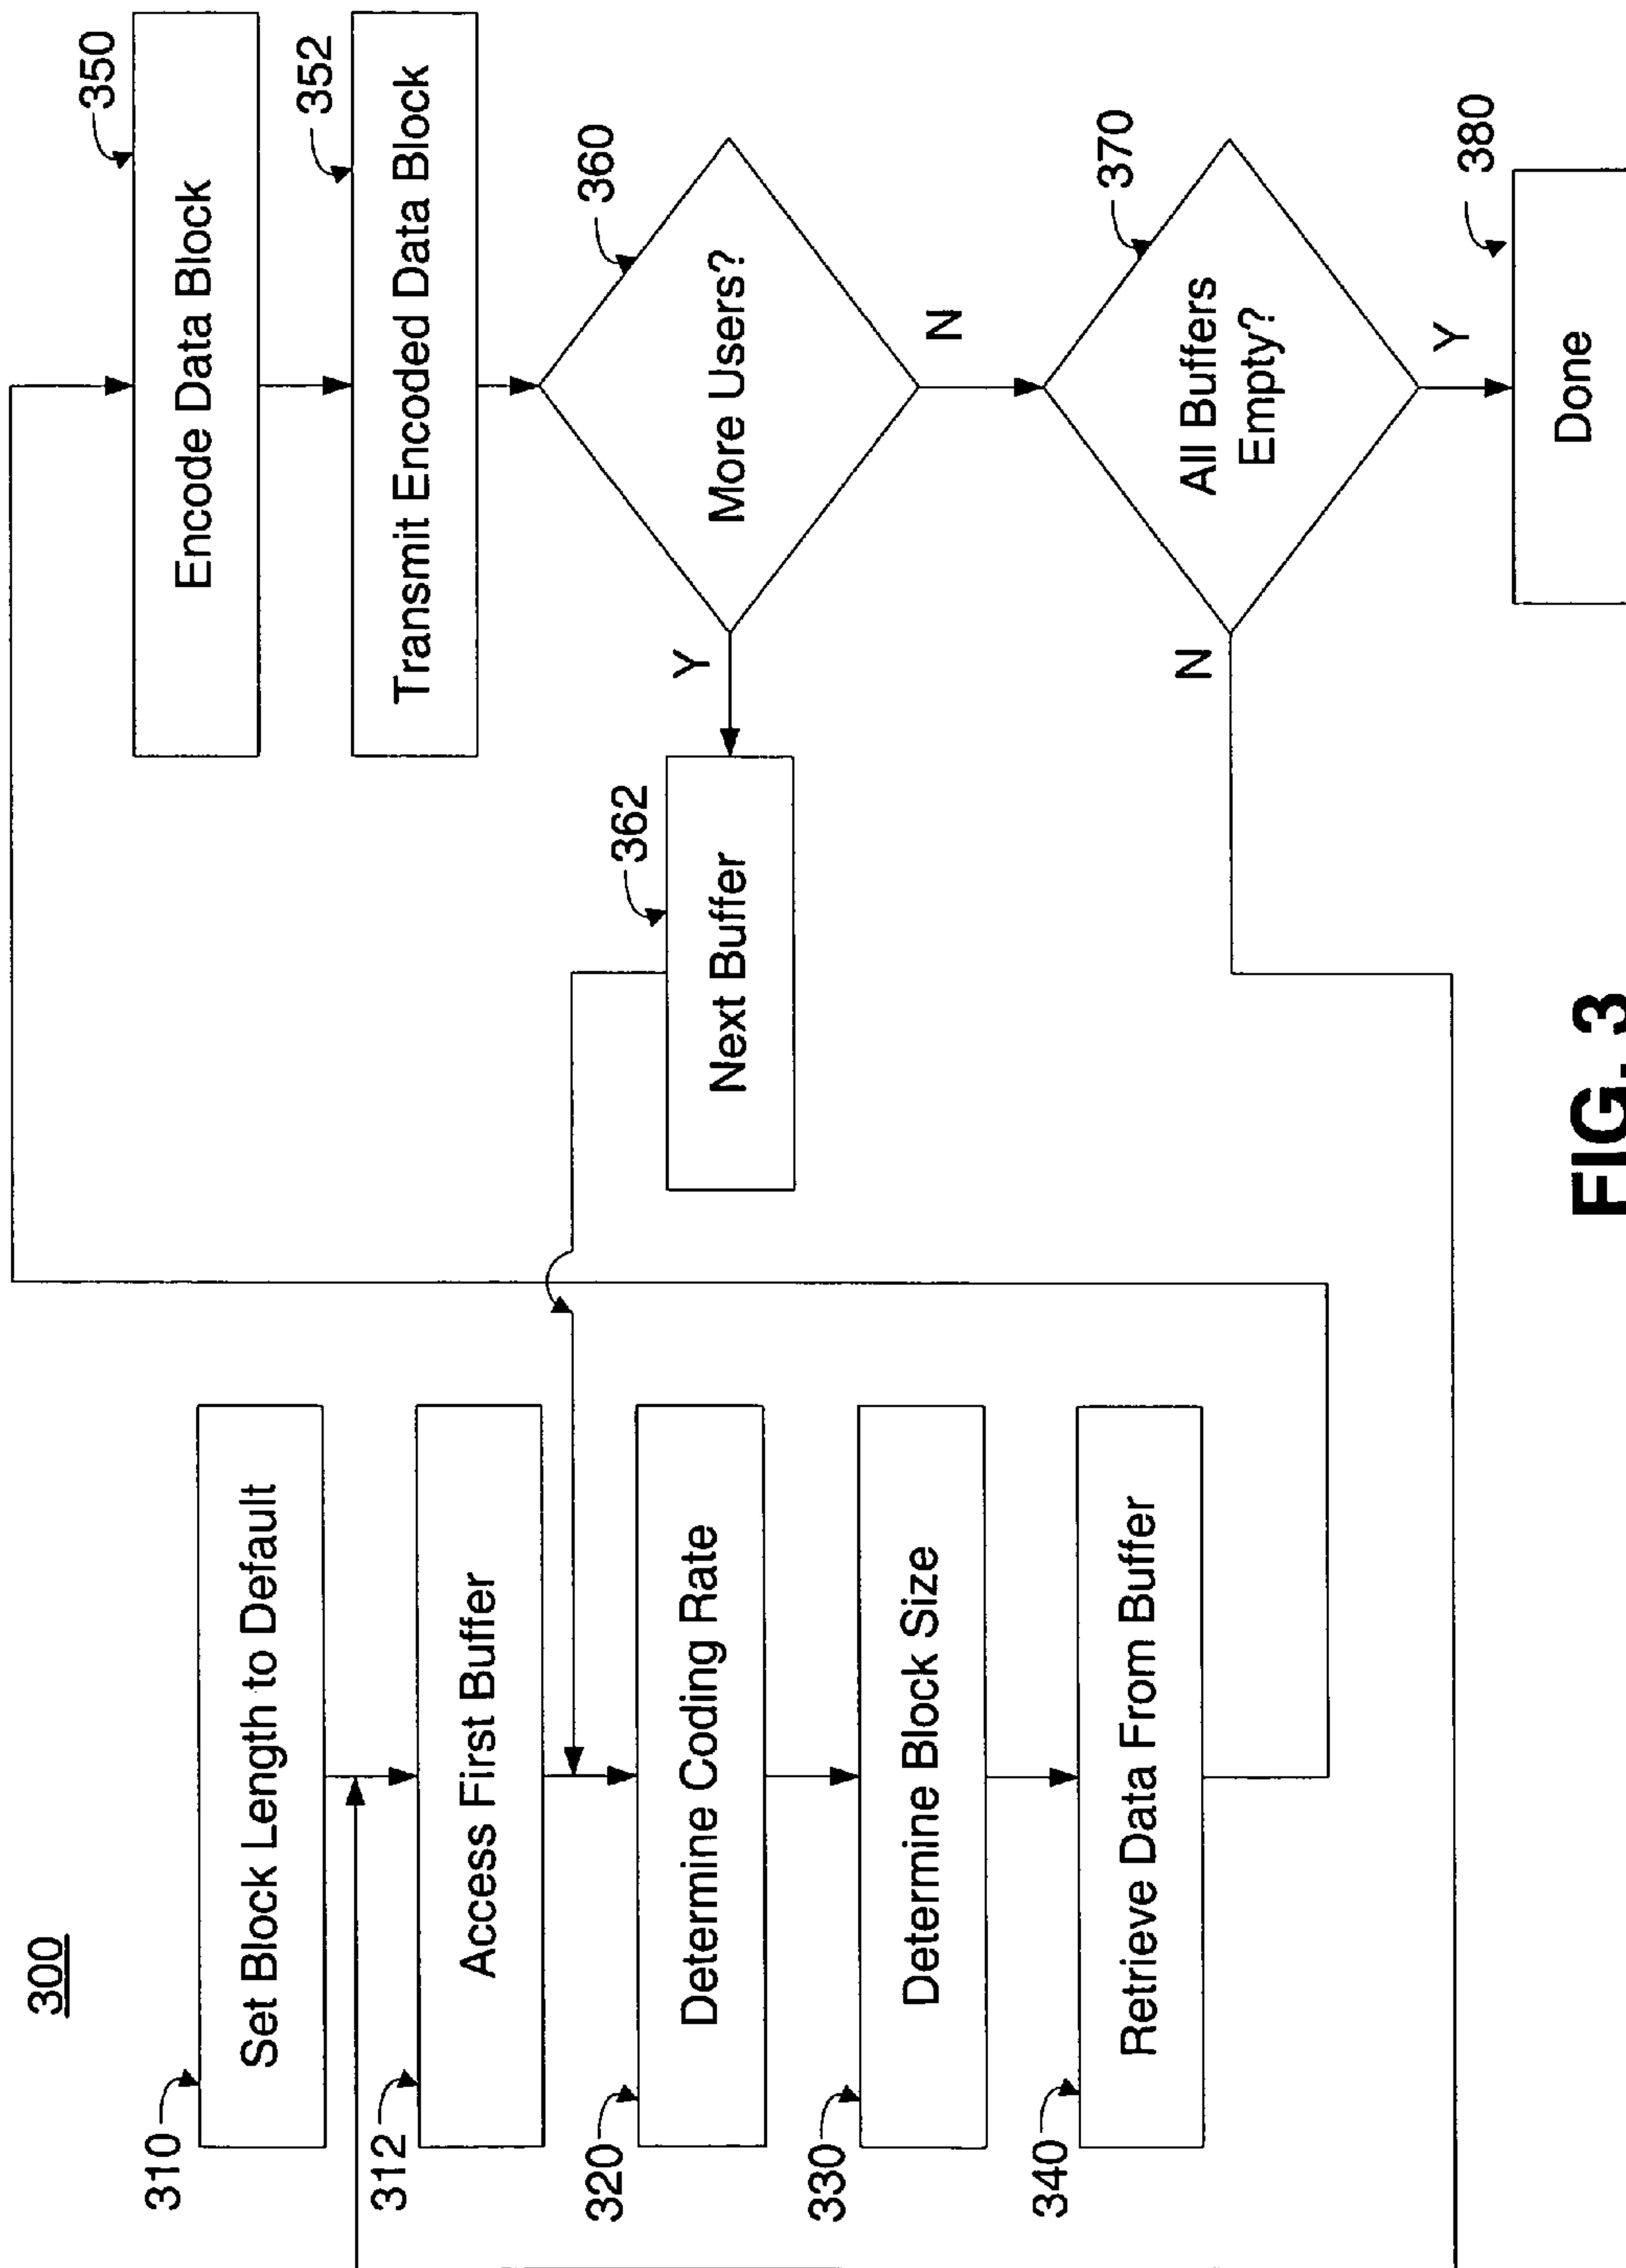 300
310
Set Block Length to Default
312
Access First Buffer
320
Determine Coding Rate
330
Determine Block Size
340
Retrieve Data From Buffer
350
Encode Data Block
352
Transmit Encoded Data Block
360
More Users?
Y
N
362
Next Buffer
370
All Buffers
Empty?
N
Y
380
Done
FIG. 3